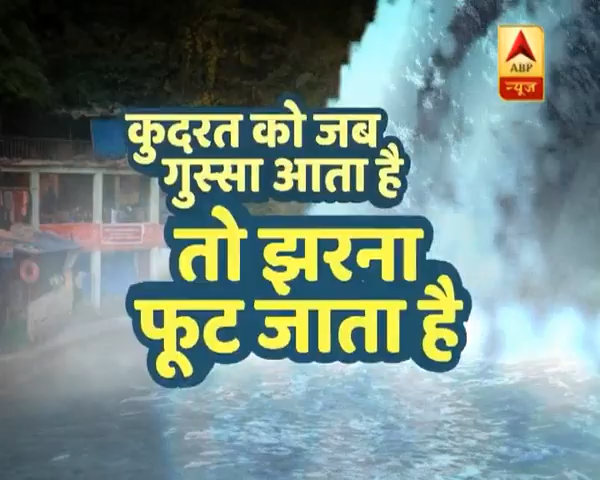 ABP
न्यूज़
कुदरत को जब
गुस्सा आता है
तो झरना
फूट जाता है